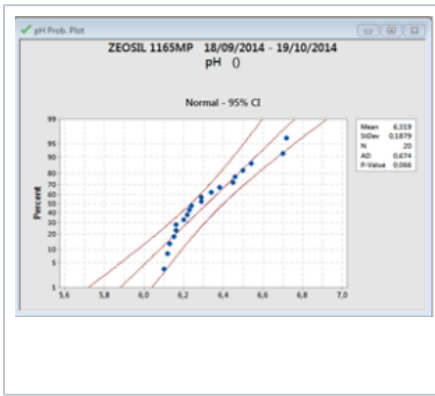 pH Prob. Plot
ZEOSIL 1165MP 18/09/2014 - 19/10/2014
pH ()
Normal - 95% CI
99
95
90
80
70
60
50
40
30
20
10
5
1
Percent
5,6 5,8 6,0 6,2 6,4 6,6 6,8 7,0
Mean 6,319
StDev 0,1879
N 20
AD 0,674
P-Value 0,066